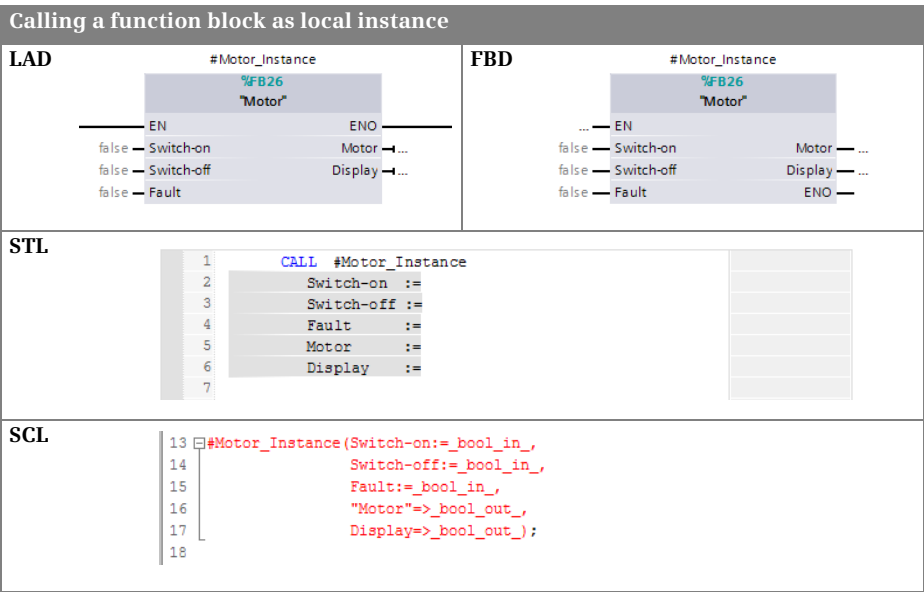 Calling a function block as local instance
LAD
#Motor_Instance
%FB26
"Motor"
EN ENO
false Switch-on Motor ...
false Switch-off Display ...
false Fault
FBD
#Motor_Instance
%FB26
"Motor"
... EN
false Switch-on Motor ...
false Switch-off Display ...
false Fault ENO
STL
1 CALL #Motor_Instance
2 Switch-on :=
3 Switch-off :=
4 Fault :=
5 Motor :=
6 Display :=
7
SCL
13 #Motor_Instance(Switch-on:=_bool_in_,
14 Switch-off:=_bool_in_,
15 Fault:=_bool_in_,
16 "Motor"=>_bool_out_,
17 Display=>_bool_out_);
18